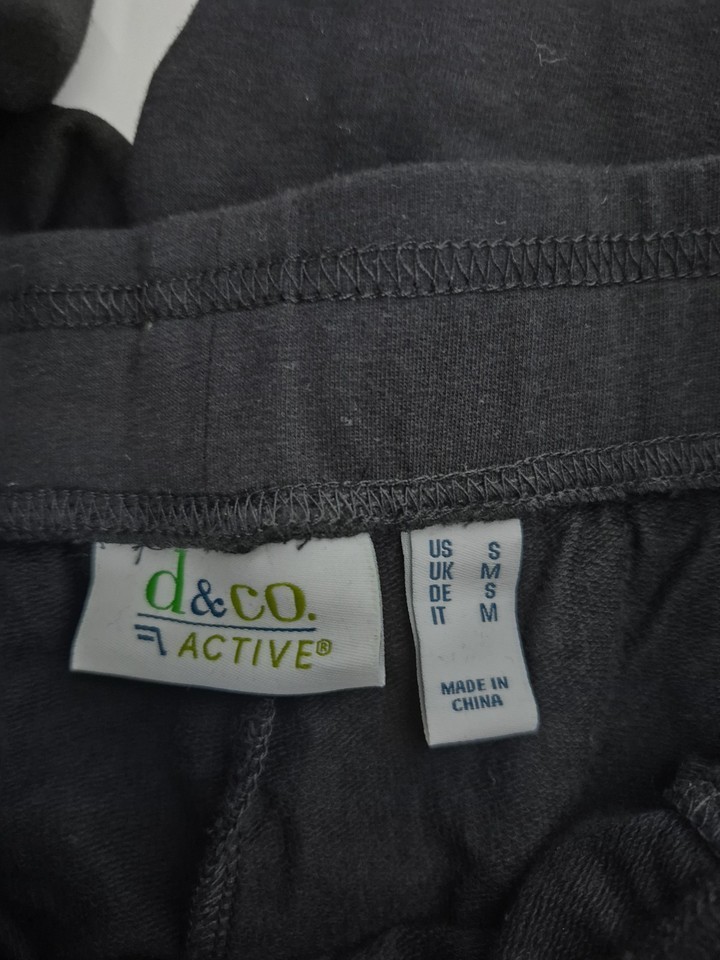 d&co.
ACTIVE®
US S
UK M
DE S
IT M
MADE IN
CHINA